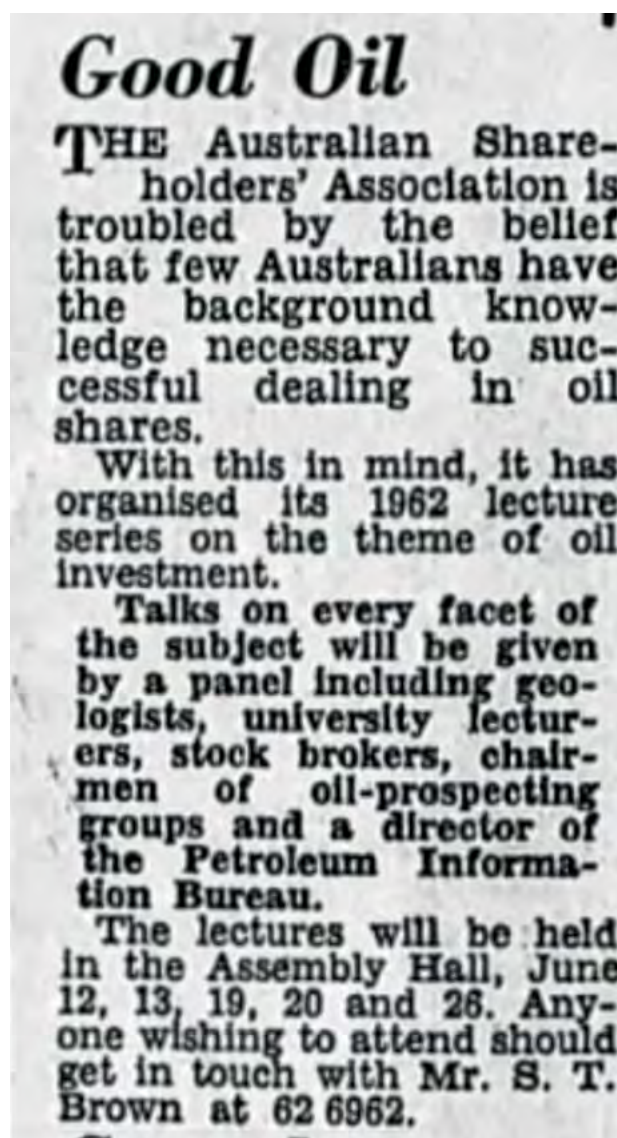 Good Oil
THE Australian Share-
holders' Association is
troubled by the belief
that few Australians have
the background know-
ledge necessary to suc-
cessful dealing in oil
shares.
With this in mind, it has
organised its 1962 lecture
series on the theme of oil
investment.
Talks on every facet of
the subject will be given
by a panel including geo-
logists, university lectur-
ers, stock brokers, chair-
men of oil-prospecting
groups and a director of
the Petroleum Informa-
tion Bureau.
The lectures will be held
in the Assembly Hall, June
12, 13, 19, 20 and 26. Any-
one wishing to attend should
get in touch with Mr. S. T.
Brown at 62 6962.